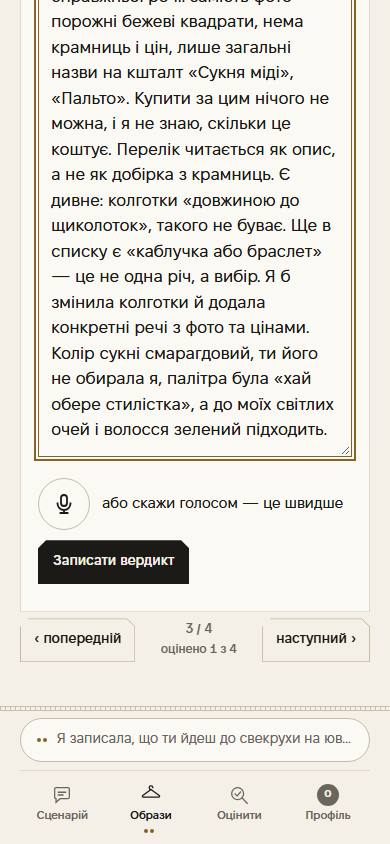 порожні бежеві квадрати, нема
крамниць і цін, лише загальні
назви на кшталт «Сукня міді»,
«Пальто». Купити за цим нічого не
можна, і я не знаю, скільки це
коштує. Перелік читається як опис,
а не як добірка з крамниць. Є
дивне: колготки «довжиною до
щиколоток», такого не буває. Ще в
списку є «каблучка або браслет»
— це не одна річ, а вибір. Я б
змінила колготки й додала
конкретні речі з фото та цінами.
Колір сукні смарагдовий, ти його
не обирала я, палітра була «хай
обере стилістка», а до моїх світлих
очей і волосся зелений підходить.
або скажи голосом — це швидше
Записати вердикт
‹ попередній
3 / 4
оцінено 1 з 4
наступний ›
Я записала, що ти йдеш до свекрухи на юв...
Сценарій
Образи
Оцінити
О
Профіль